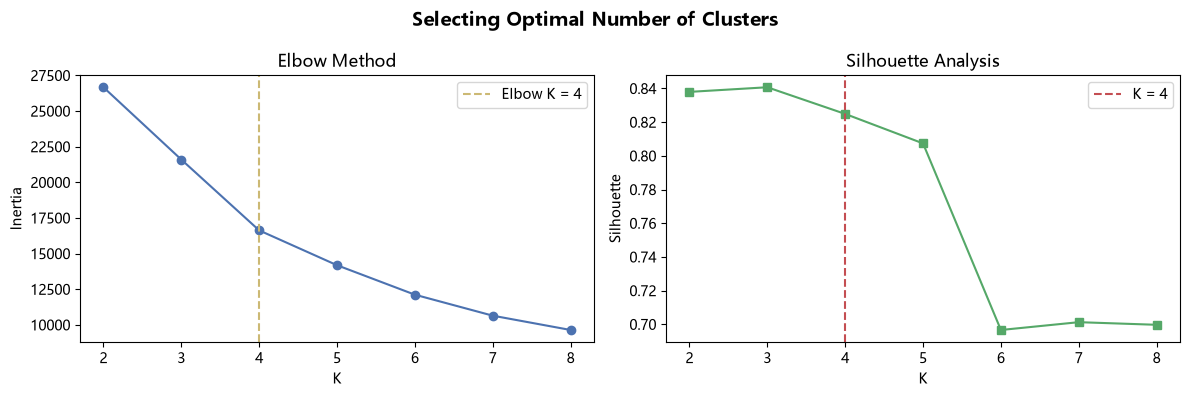 Selecting Optimal Number of Clusters
Elbow Method
27500
25000
22500
20000
17500
15000
12500
10000
Inertia
Elbow K = 4
2 3 4 5 6 7 8
K
Silhouette Analysis
0.84
0.82
0.80
0.78
0.76
0.74
0.72
0.70
Silhouette
K = 4
2 3 4 5 6 7 8
K